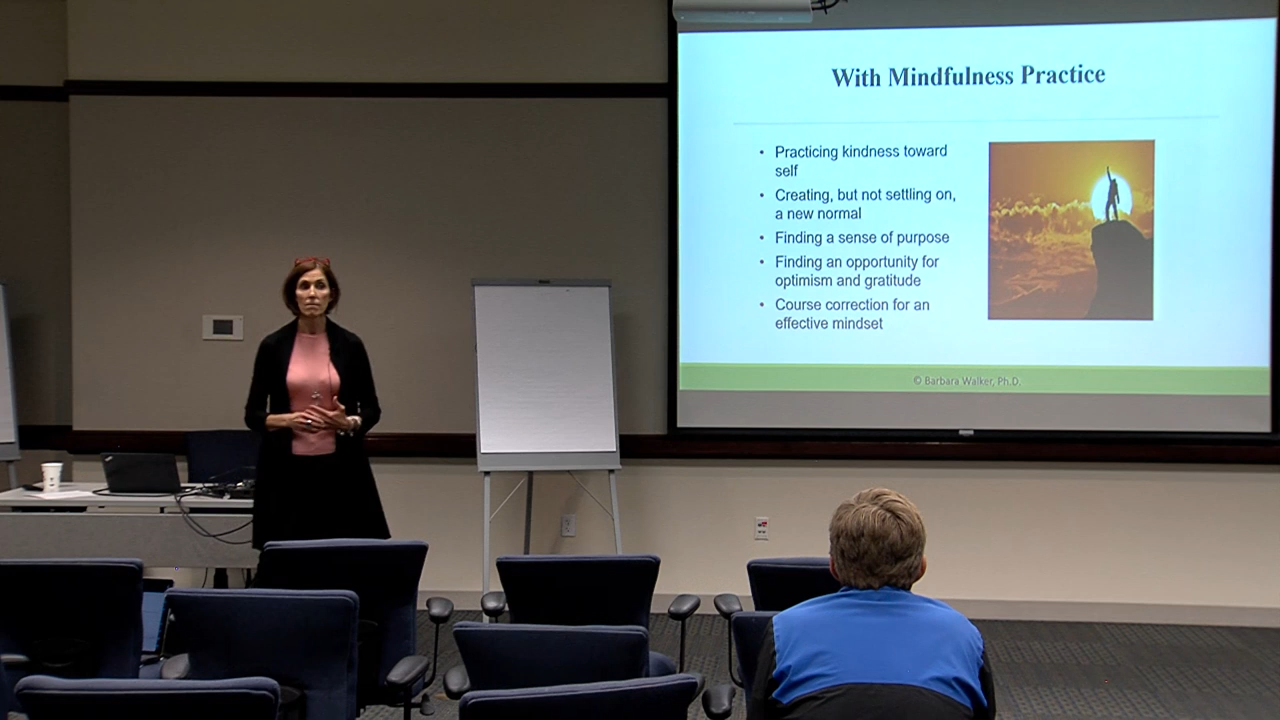 With Mindfulness Practice
• Practicing kindness toward
self
• Creating, but not settling on,
a new normal
• Finding a sense of purpose
• Finding an opportunity for
optimism and gratitude
• Course correction for an
effective mindset
© Barbara Walker, Ph.D.